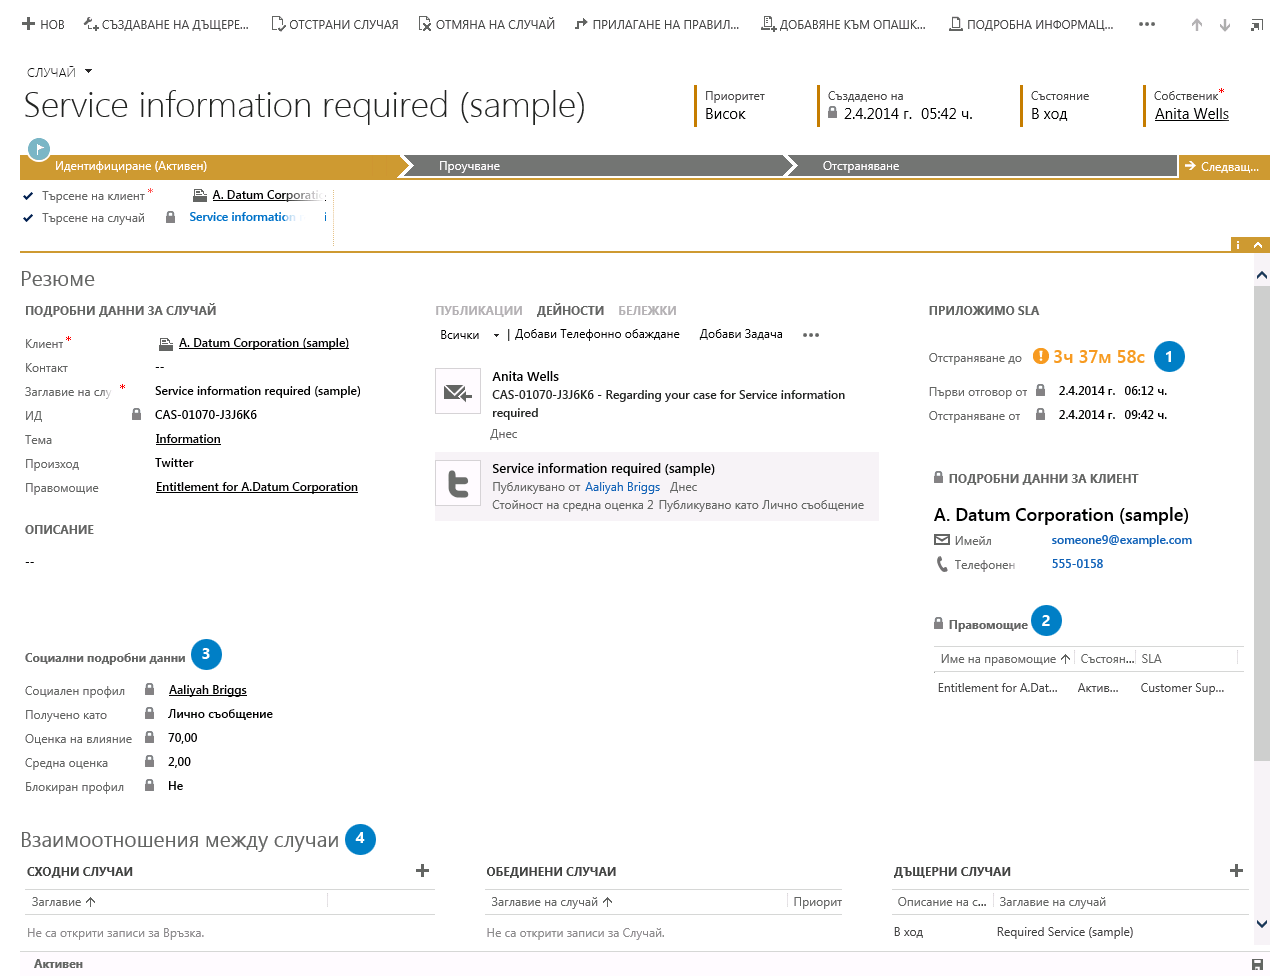 НОВ СЪЗДАВАНЕ НА ДЪЩЕРЕ... ОТСТРАНИ СЛУЧАЯ ОТМЯНА НА СЛУЧАЙ ПРИЛАГАНЕ НА ПРАВИЛ... ДОБАВЯНЕ КЪМ ОПАШК... ПОДРОБНА ИНФОРМАЦ... •••
СЛУЧАЙ
Service information required (sample)
Приоритет
Висок
Създадено на
2.4.2014 г. 05:42 ч.
Състояние
В ход
Собственик*
Anita Wells
Идентифициране (Активен) Проучване Отстраняване Следващ...
Търсене на клиент* A. Datum Corporatic
Търсене на случай Service information i
Резюме
ПОДРОБНИ ДАННИ ЗА СЛУЧАЙ
Клиент* A. Datum Corporation (sample)
Контакт --
Заглавие на слу * Service information required (sample)
ИД CAS-01070-J3J6K6
Тема Information
Произход Twitter
Правомощие Entitlement for A.Datum Corporation
ОПИСАНИЕ
--
ПУБЛИКАЦИИ ДЕЙНОСТИ БЕЛЕЖКИ
Всички | Добави Телефонно обаждане Добави Задача •••
Anita Wells
CAS-01070-J3J6K6 - Regarding your case for Service information
required
Днес
Service information required (sample)
Публикувано от Aaliyah Briggs Днес
Стойност на средна оценка 2 Публикувано като Лично съобщение
ПРИЛОЖИМО SLA
Отстраняване до 3ч 37м 58с 1
Първи отговор от 2.4.2014 г. 06:12 ч.
Отстраняване от 2.4.2014 г. 09:42 ч.
ПОДРОБНИ ДАННИ ЗА КЛИЕНТ
A. Datum Corporation (sample)
Имейл someone9@example.com
Телефонен 555-0158
Правомощие 2
Име на правомощие Състоян... SLA
Entitlement for A.Dat... Актив... Customer Sup...
Социални подробни данни 3
Социален профил Aaliyah Briggs
Получено като Лично съобщение
Оценка на влияние 70,00
Средна оценка 2,00
Блокиран профил Не
Взаимоотношения между случаи 4
СХОДНИ СЛУЧАИ
Заглавие
Не са открити записи за Връзка.
ОБЕДИНЕНИ СЛУЧАИ
Заглавие на случай Приорит
Не са открити записи за Случай.
ДЪЩЕРНИ СЛУЧАИ
Описание на с... Заглавие на случай
В ход Required Service (sample)
Активен